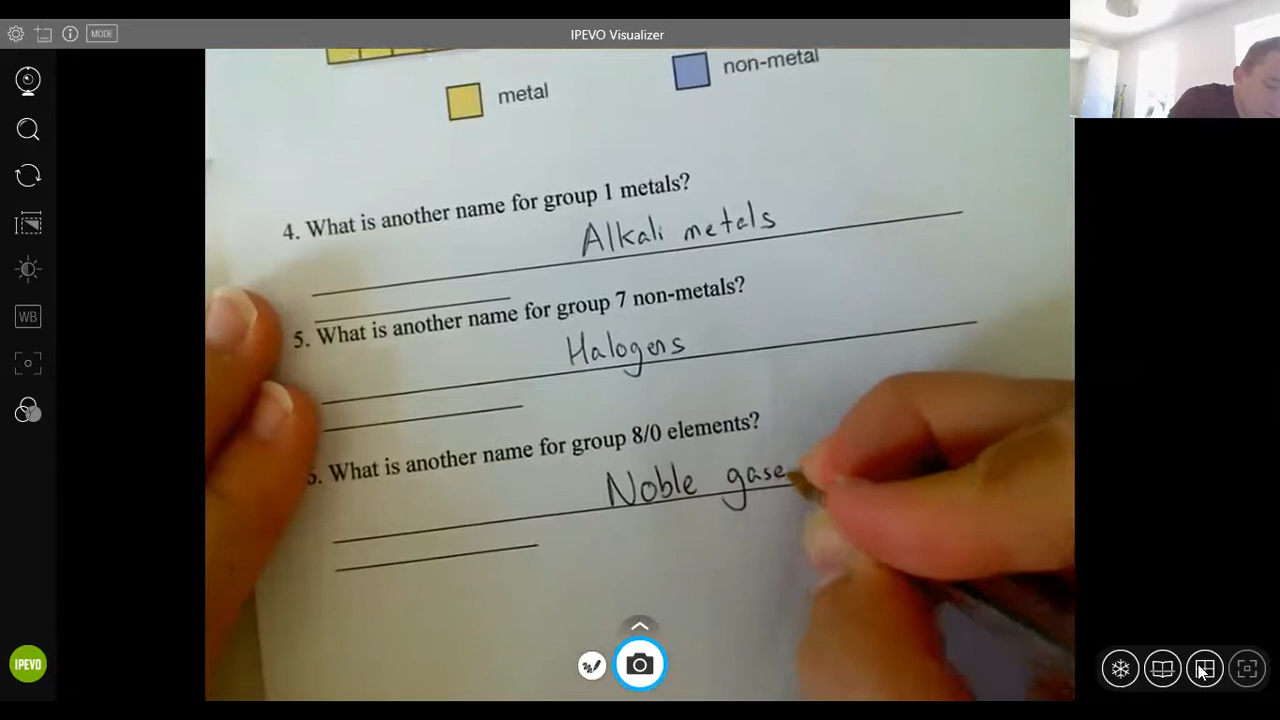 MODE
IPEVO Visualizer
metal
non-metal
4. What is another name for group 1 metals?
Alkali metals
WB
5. What is another name for group 7 non-metals?
Halogens
6. What is another name for group 8/0 elements?
Noble gase
IPEVO